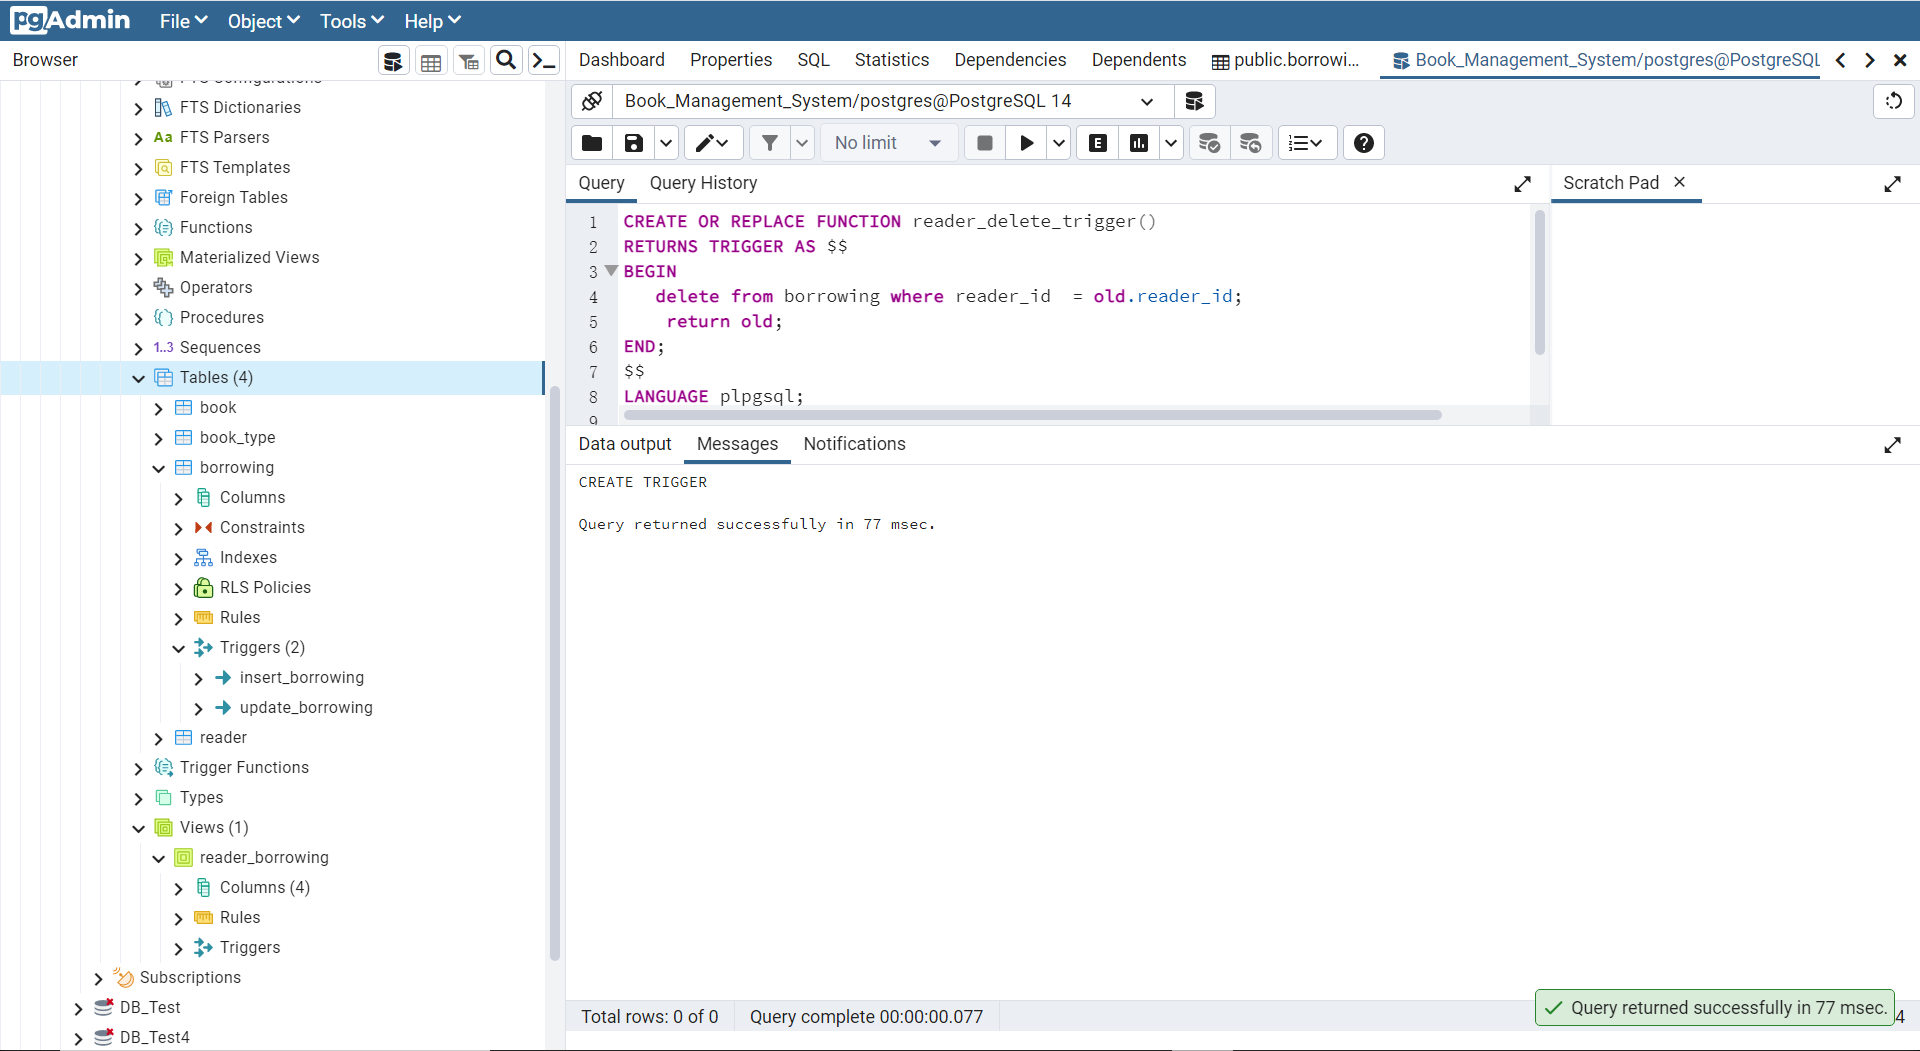 pgAdmin File Object Tools Help
Browser
Dashboard Properties SQL Statistics Dependencies Dependents public.borrowi... Book_Management_System/postgres@PostgreSQL
FTS Configurations
FTS Dictionaries
Aa FTS Parsers
FTS Templates
Foreign Tables
Functions
Materialized Views
Operators
Procedures
1..3 Sequences
Tables (4)
book
book_type
borrowing
Columns
Constraints
Indexes
RLS Policies
Rules
Triggers (2)
insert_borrowing
update_borrowing
reader
Trigger Functions
Types
Views (1)
reader_borrowing
Columns (4)
Rules
Triggers
Subscriptions
DB_Test
DB_Test4
Book_Management_System/postgres@PostgreSQL 14
No limit E
Query Query History
Scratch Pad
1 CREATE OR REPLACE FUNCTION reader_delete_trigger()
2 RETURNS TRIGGER AS $$
3 BEGIN
4 delete from borrowing where reader_id = old.reader_id;
5 return old;
6 END;
7 $$
8 LANGUAGE plpgsql;
9
Data output Messages Notifications
CREATE TRIGGER
Query returned successfully in 77 msec.
Total rows: 0 of 0 Query complete 00:00:00.077
Query returned successfully in 77 msec.
4